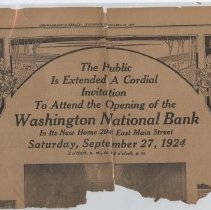 The Public
Is Extended A Cordial
Invitation
To Attend the Opening of the
Washington National Bank
In Its New Home 20 East Main Street
Saturday, September 27, 1924